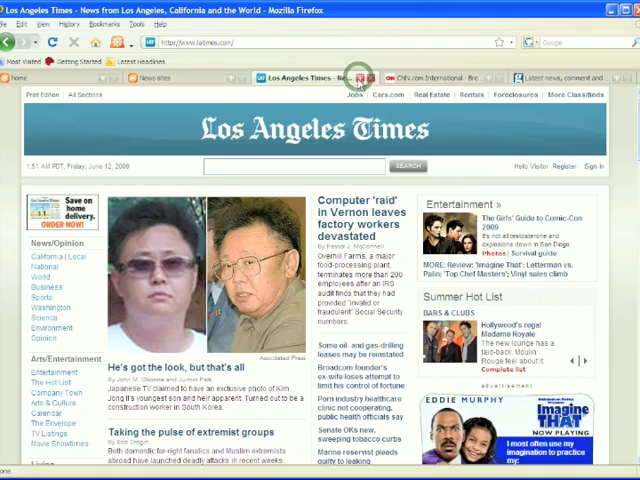 Los Angeles Times - News from Los Angeles, California and the World - Mozilla Firefox
File Edit View History Bookmarks Tools Help
http://www.latimes.com/
Google
Most Visited Getting Started Latest Headlines
home News sites Los Angeles Times - Ne... CNN.com International - Bre... Latest news, comment and ...
Print Edition All Sections
Jobs Cars.com Real Estate Rentals Foreclosures More Classifieds
Los Angeles Times
1:51 AM PDT, Friday, June 12, 2009
SEARCH
Hello Visitor Register Sign-In
Save on
home
delivery.
ORDER NOW!
News/Opinion
California | Local
National
World
Business
Sports
Washington
Science
Environment
Opinion
Arts/Entertainment
Entertainment
The Hot List
Company Town
Arts & Culture
Calendar
The Envelope
TV Listings
Movie Showtimes
Living
Associated Press
He's got the look, but that's all
Japanese TV claimed to have an exclusive photo of Kim
Jong Il's youngest son and heir apparent. Turned out to be a
construction worker in South Korea.
Taking the pulse of extremist groups
By Bob Drogin
Both domestic far-right fanatics and Muslim extremists
abroad have launched deadly attacks in recent weeks.
Computer 'raid'
in Vernon leaves
factory workers
devastated
By Patrick J. McDonnell
Overhill Farms, a major
food-processing plant,
terminates more than 200
employees after an IRS
audit finds that they had
provided 'invalid or
fraudulent' Social Security
numbers.
Some oil- and gas-drilling
leases may be reinstated
Broadcom founder's
ex-wife loses attempt to
limit his control of fortune
Porn industry healthcare
clinic not cooperating,
public health officials say
Senate OKs new,
sweeping tobacco curbs
Marine reservist pleads
guilty to leaking
Entertainment »
The Girls' Guide to Comic-Con
2009
It's not all testosterone and
explosions down in San Diego.
Photos | Survival guide
MORE: Review: 'Imagine That' | Letterman vs.
Palin | 'Top Chef Masters' | Vinyl sales climb
Summer Hot List
BARS & CLUBS
Hollywood's regal
Madame Royale
The new lounge has a
laid-back, Moulin
Rouge feel about it.
Complete list
advertisement
EDDIE MURPHY
Imagine
THAT
NOW PLAYING
I most often use my
imagination to practice
my: